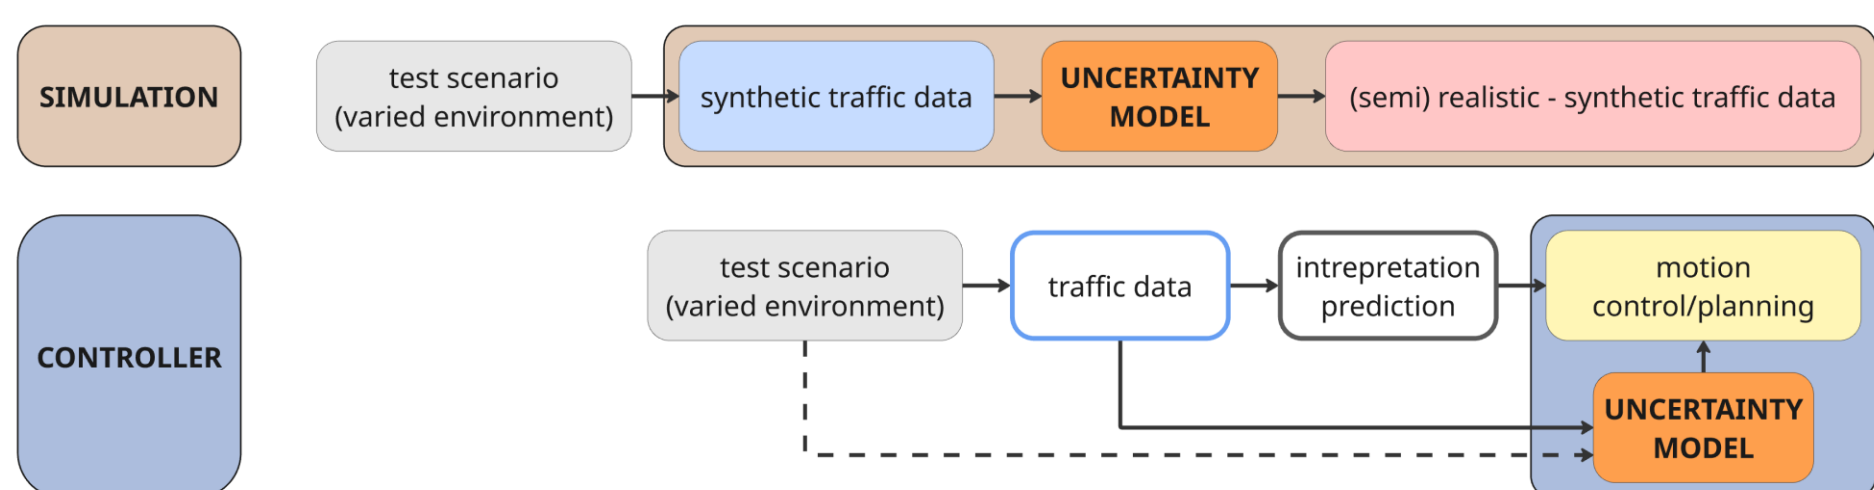 SIMULATION
test scenario
(varied environment)
synthetic traffic data
UNCERTAINTY
MODEL
(semi) realistic - synthetic traffic data
CONTROLLER
test scenario
(varied environment)
traffic data
intrepretation
prediction
motion
control/planning
UNCERTAINTY
MODEL